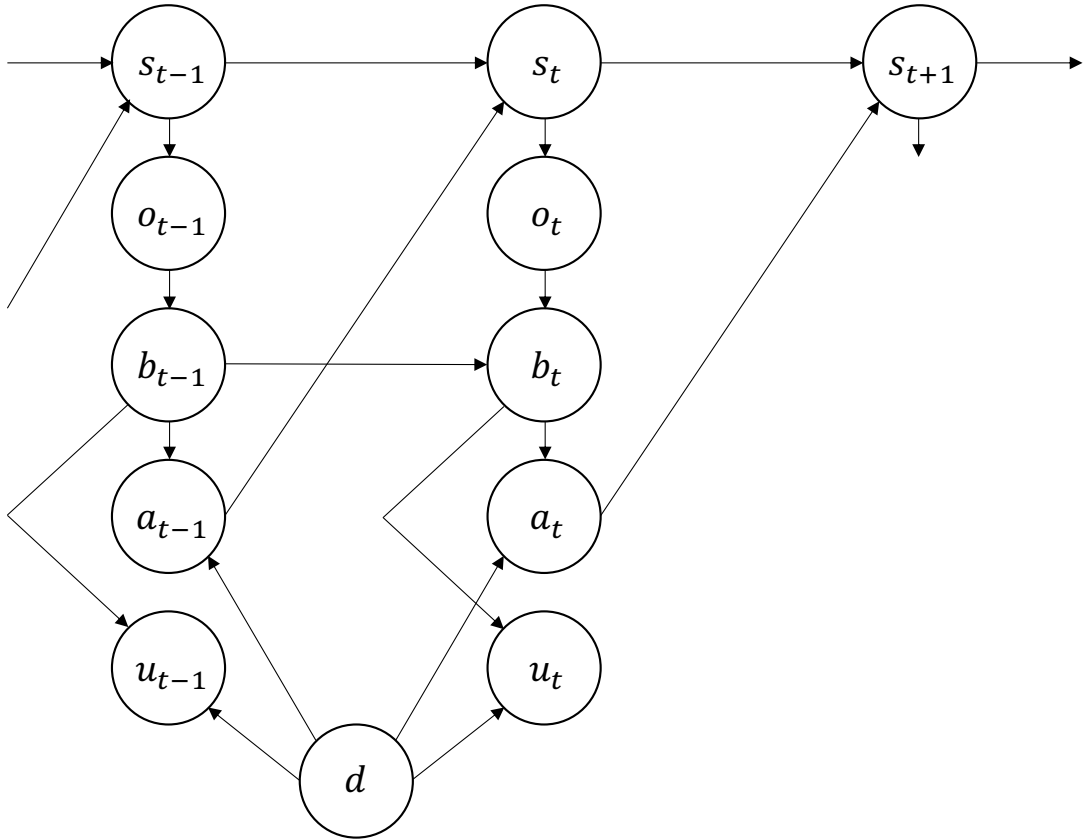 s_{t−1} s_t s_{t+1}
o_{t−1} o_t
b_{t−1} b_t
a_{t−1} a_t
u_{t−1} u_t
d